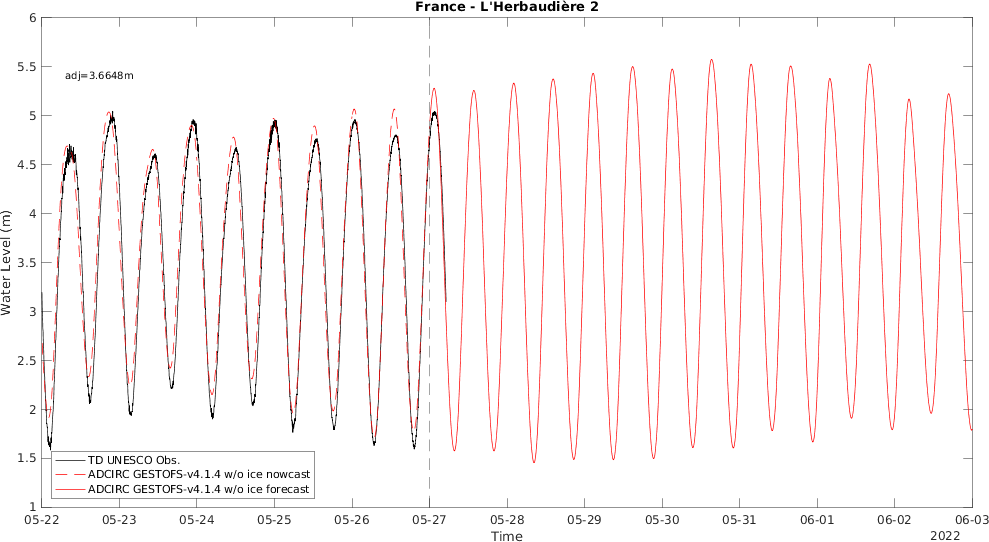 France - L'Herbaudière 2
adj=3.6648m
6
5.5
5
4.5
4
3.5
3
2.5
2
1.5
1
Water Level (m)
TD UNESCO Obs.
ADCIRC GESTOFS-v4.1.4 w/o ice nowcast
ADCIRC GESTOFS-v4.1.4 w/o ice forecast
05-22 05-23 05-24 05-25 05-26 05-27 05-28 05-29 05-30 05-31 06-01 06-02 06-03
Time
2022